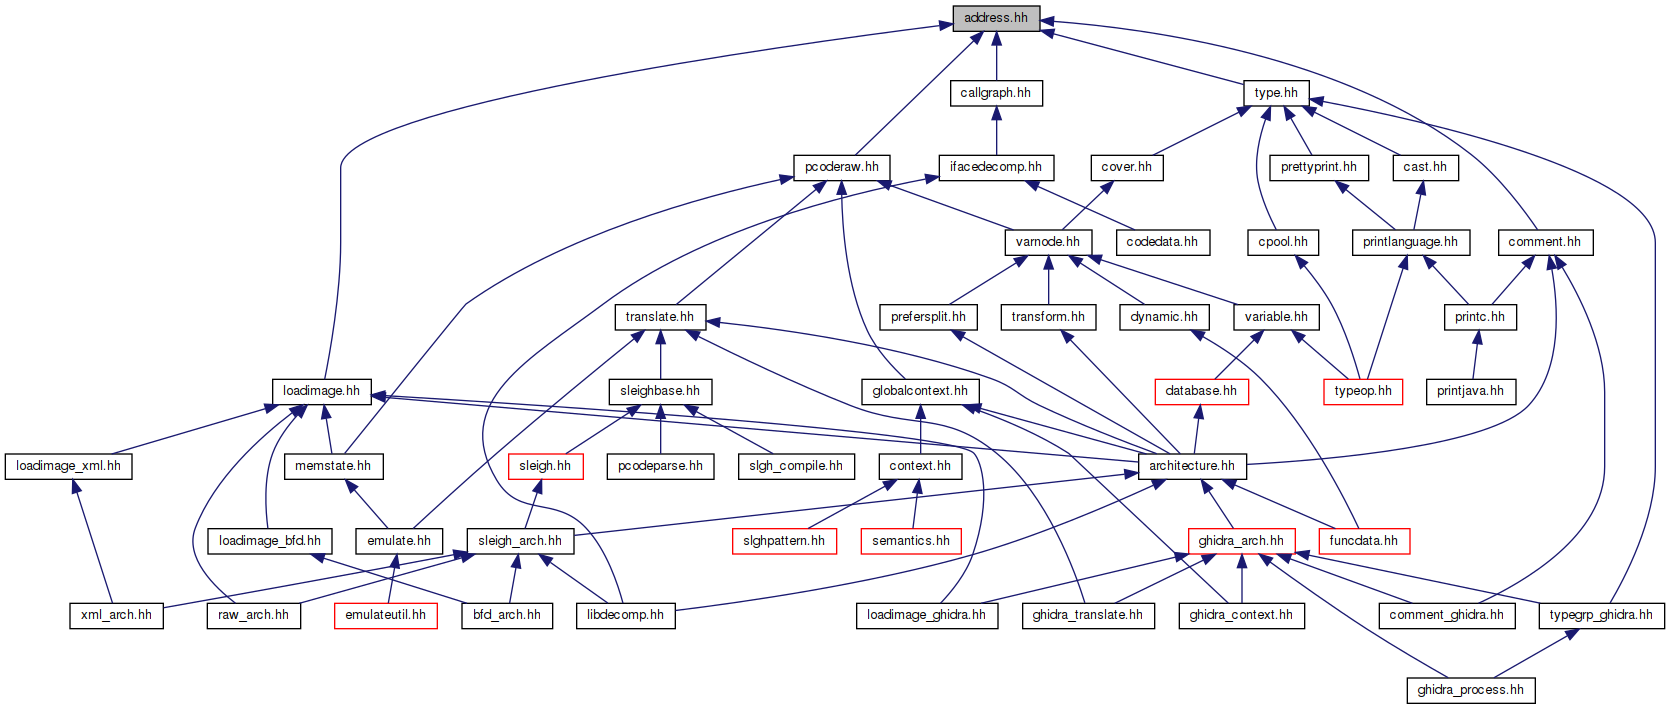 address.hh
callgraph.hh
type.hh
pcoderaw.hh
ifacedecomp.hh
cover.hh
prettyprint.hh
cast.hh
varnode.hh
codedata.hh
cpool.hh
printlanguage.hh
comment.hh
translate.hh
prefersplit.hh
transform.hh
dynamic.hh
variable.hh
printc.hh
loadimage.hh
sleighbase.hh
globalcontext.hh
database.hh
typeop.hh
printjava.hh
loadimage_xml.hh
memstate.hh
sleigh.hh
pcodeparse.hh
slgh_compile.hh
context.hh
architecture.hh
loadimage_bfd.hh
emulate.hh
sleigh_arch.hh
slghpattern.hh
semantics.hh
ghidra_arch.hh
funcdata.hh
xml_arch.hh
raw_arch.hh
emulateutil.hh
bfd_arch.hh
libdecomp.hh
loadimage_ghidra.hh
ghidra_translate.hh
ghidra_context.hh
comment_ghidra.hh
typegrp_ghidra.hh
ghidra_process.hh